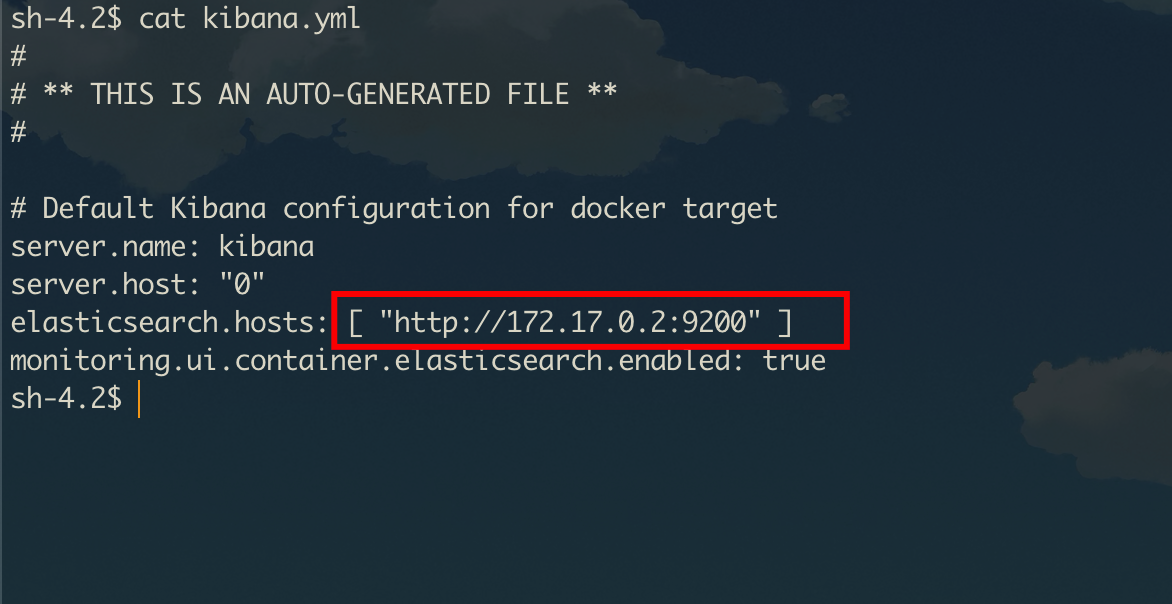 sh-4.2$ cat kibana.yml
#
# ** THIS IS AN AUTO-GENERATED FILE **
#
# Default Kibana configuration for docker target
server.name: kibana
server.host: "0"
elasticsearch.hosts: [ "http://172.17.0.2:9200" ]
monitoring.ui.container.elasticsearch.enabled: true
sh-4.2$